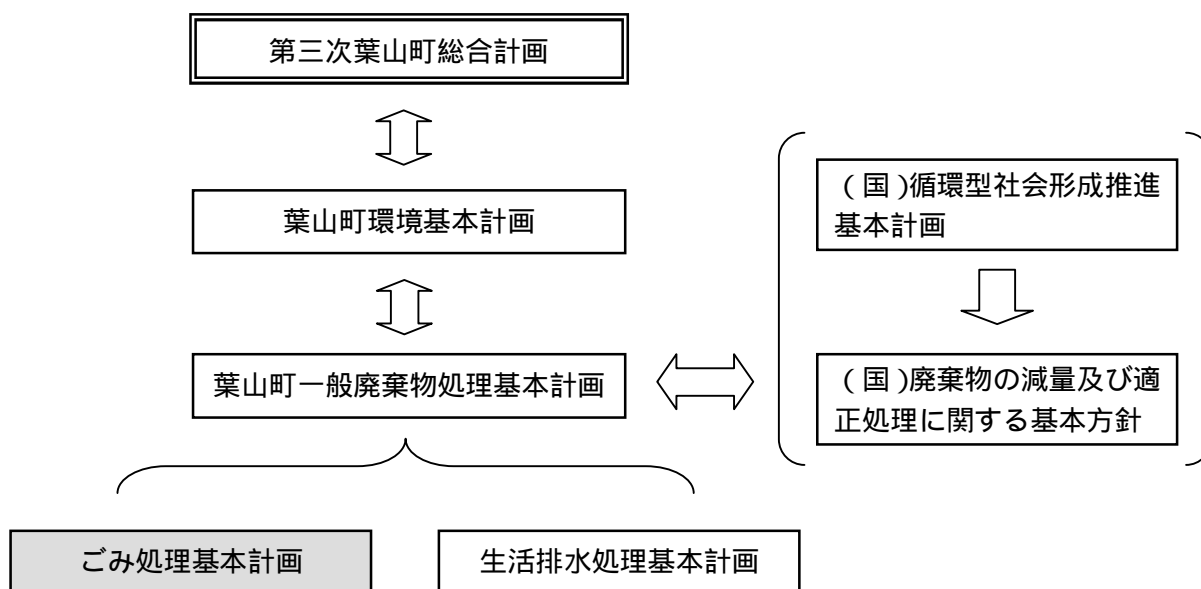 第三次葉山町総合計画
葉山町環境基本計画
葉山町一般廃棄物処理基本計画
(国)循環型社会形成推進
基本計画
(国)廃棄物の減量及び適
正処理に関する基本方針
ごみ処理基本計画
生活排水処理基本計画